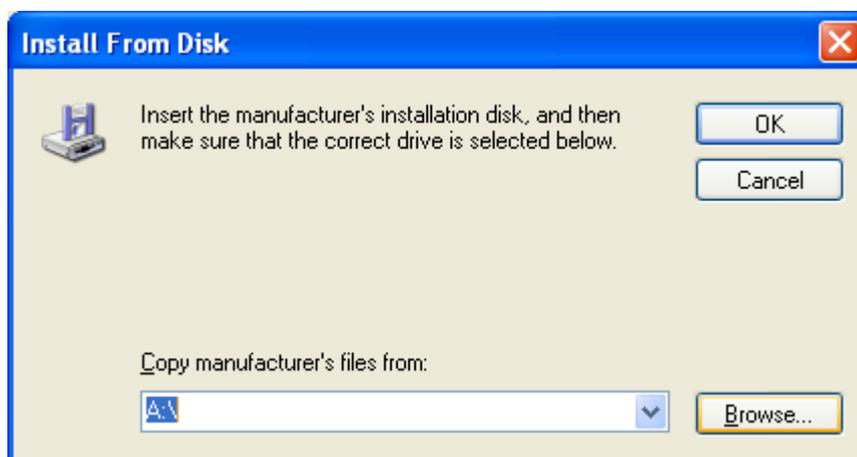 Install From Disk
Insert the manufacturer's installation disk, and then
make sure that the correct drive is selected below.
OK
Cancel
Copy manufacturer's files from:
A:\
Browse...